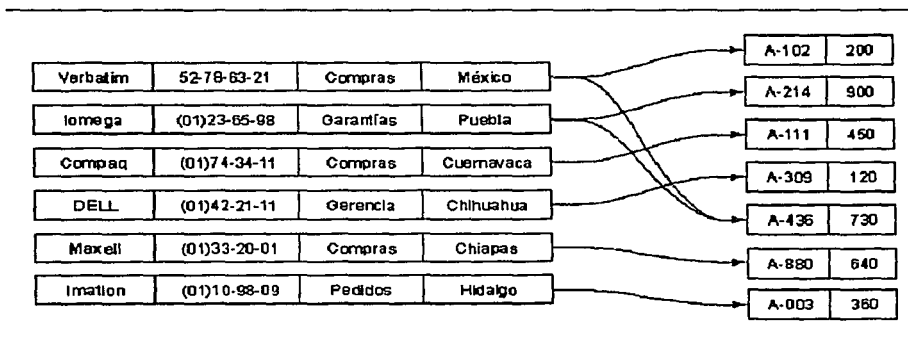 A-102 200
Verbatim 52-78-63-21 Compras México
A-214 900
Iomega (01)23-65-98 Garantías Puebla
A-111 450
Compaq (01)74-34-11 Compras Cuernavaca
A-309 120
DELL (01)42-21-11 Gerencia Chihuahua
A-436 730
Maxell (01)33-20-01 Compras Chiapas
A-880 640
Imation (01)10-98-09 Pedidos Hidalgo
A-003 360